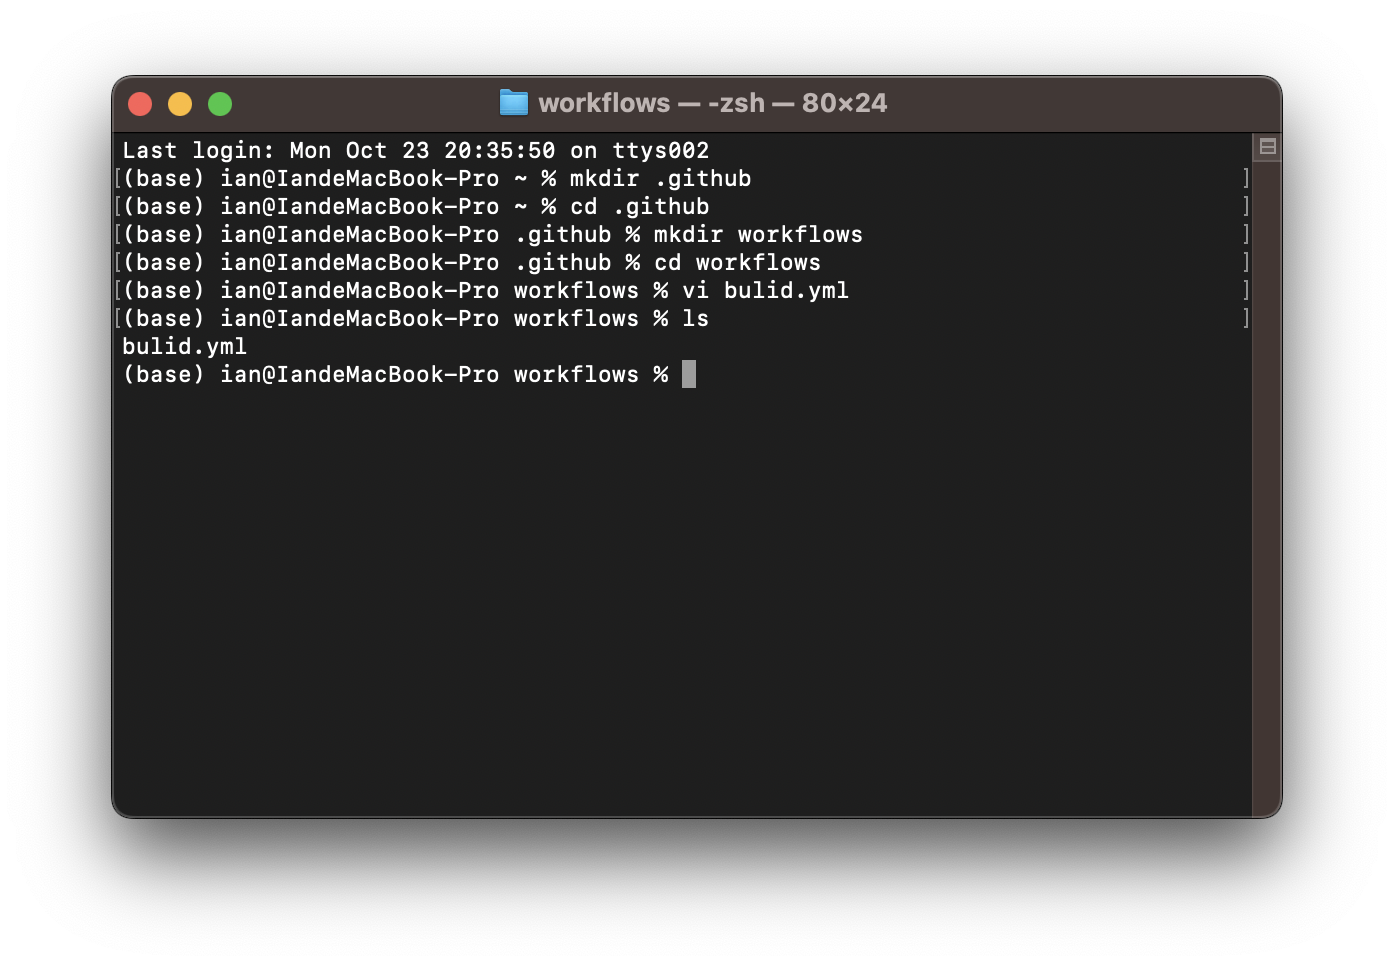 workflows — -zsh — 80×24
Last login: Mon Oct 23 20:35:50 on ttys002
[(base) ian@IandeMacBook-Pro ~ % mkdir .github ]
[(base) ian@IandeMacBook-Pro ~ % cd .github ]
[(base) ian@IandeMacBook-Pro .github % mkdir workflows ]
[(base) ian@IandeMacBook-Pro .github % cd workflows ]
[(base) ian@IandeMacBook-Pro workflows % vi bulid.yml ]
[(base) ian@IandeMacBook-Pro workflows % ls ]
bulid.yml
(base) ian@IandeMacBook-Pro workflows %